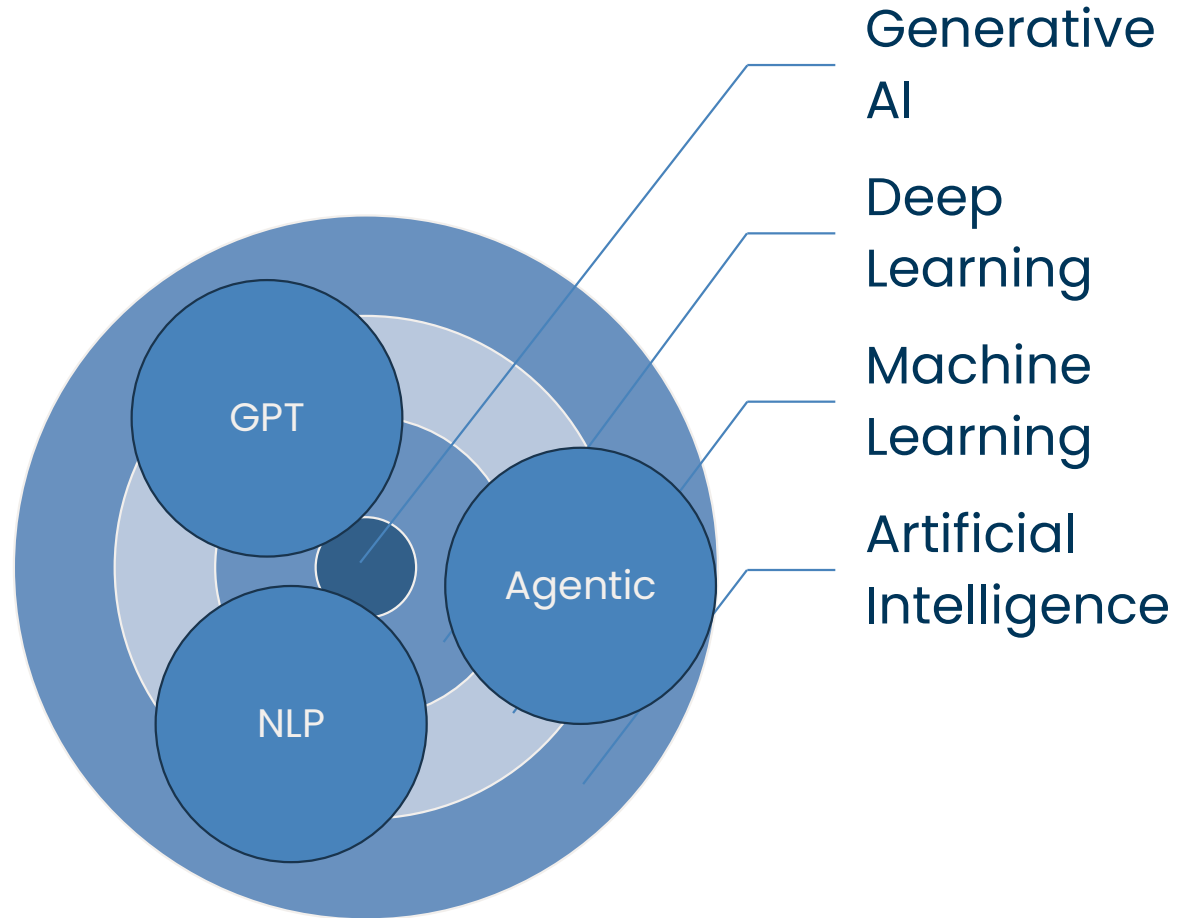 Generative
AI
Deep
Learning
Machine
Learning
Artificial
Intelligence
GPT
Agentic
NLP